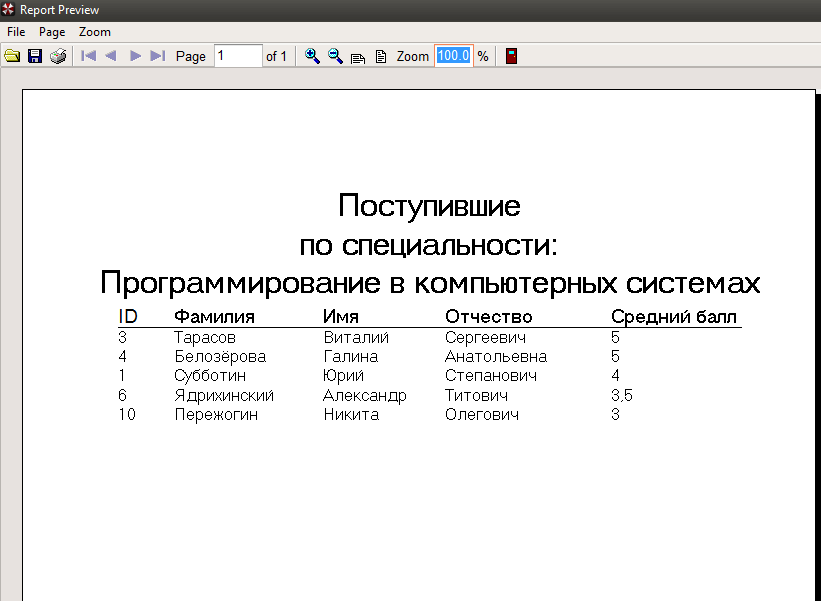 Report Preview
File Page Zoom
Page 1 of 1 Zoom 100.0 %
Поступившие
по специальности:
Программирование в компьютерных системах
ID Фамилия Имя Отчество Средний балл
3 Тарасов Виталий Сергеевич 5
4 Белозёрова Галина Анатольевна 5
1 Субботин Юрий Степанович 4
6 Ядрихинский Александр Титович 3,5
10 Пережогин Никита Олегович 3